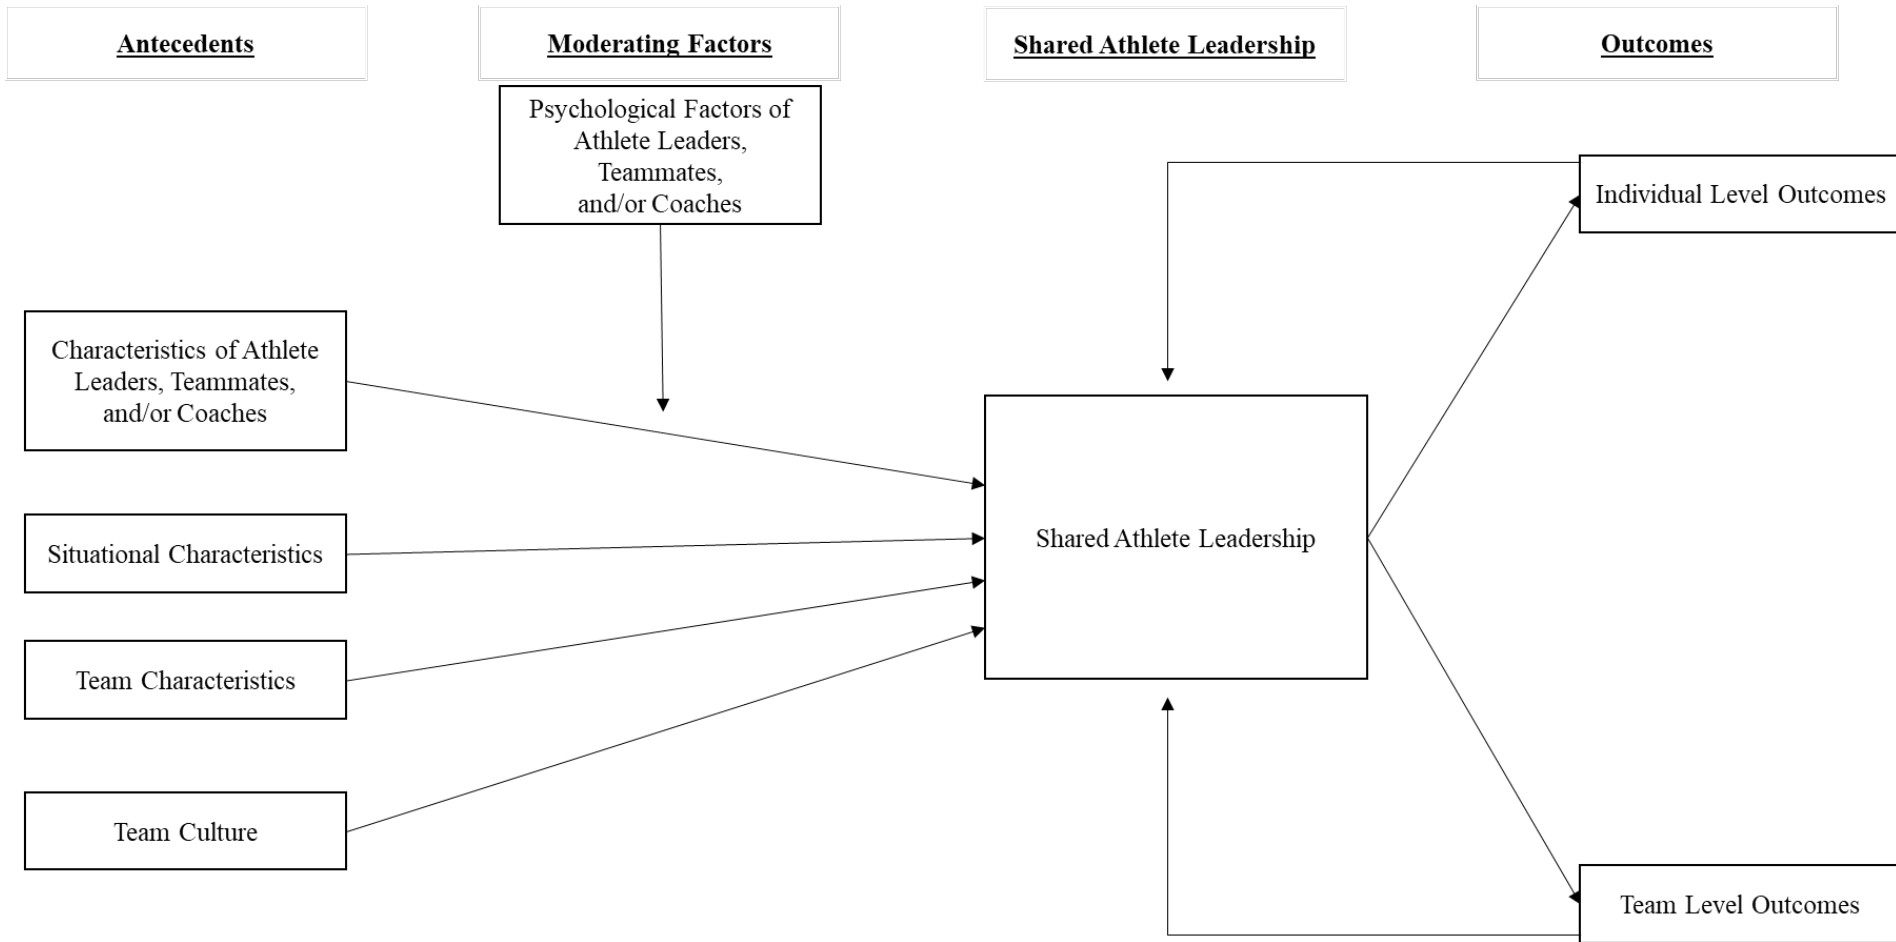 Antecedents
Moderating Factors
Shared Athlete Leadership
Outcomes
Psychological Factors of
Athlete Leaders,
Teammates,
and/or Coaches
Individual Level Outcomes
Characteristics of Athlete
Leaders, Teammates,
and/or Coaches
Situational Characteristics
Shared Athlete Leadership
Team Characteristics
Team Culture
Team Level Outcomes